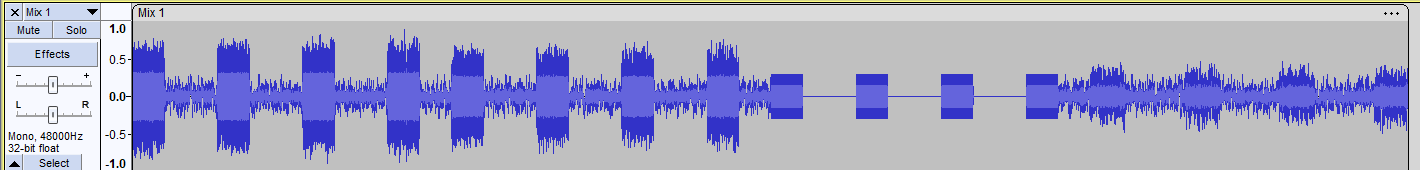 × Mix 1 ▼
Mute Solo
Effects
- +
L R
Mono, 48000Hz
32-bit float
▲ Select
1.0
0.5-
0.0-
-0.5-
-1.0
Mix 1 ...